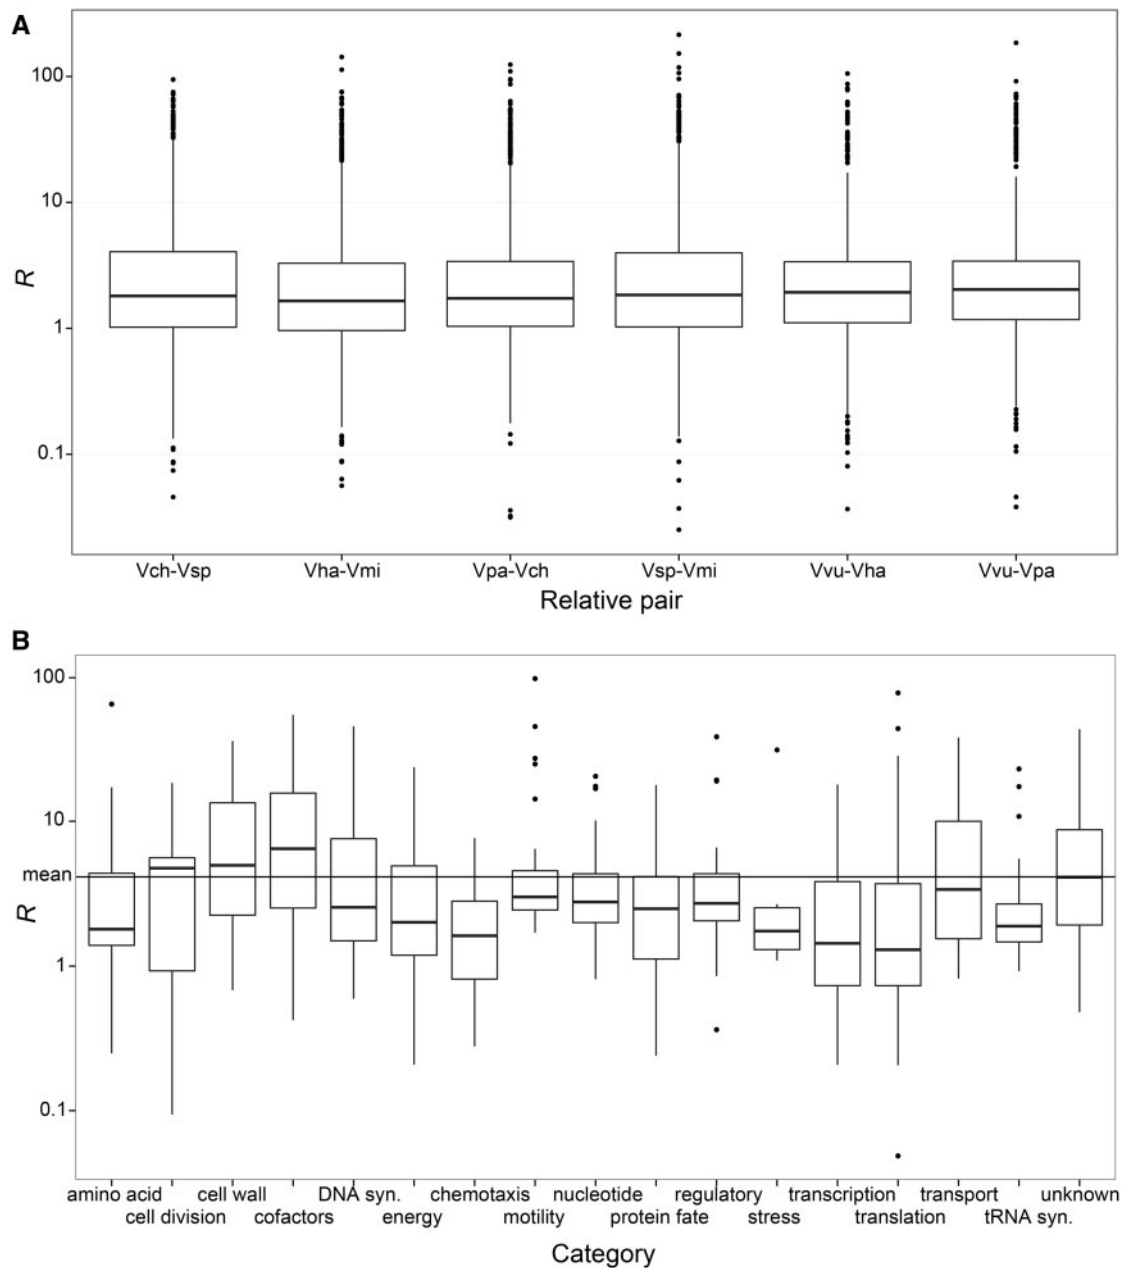 A
100
10
R
1
0.1
Vch-Vsp Vha-Vmi Vpa-Vch Vsp-Vmi Vvu-Vha Vvu-Vpa
Relative pair
B
100
10
mean
R
1
0.1
amino acid cell wall DNA syn. chemotaxis nucleotide regulatory transcription transport unknown
cell division cofactors energy motility protein fate stress translation tRNA syn.
Category